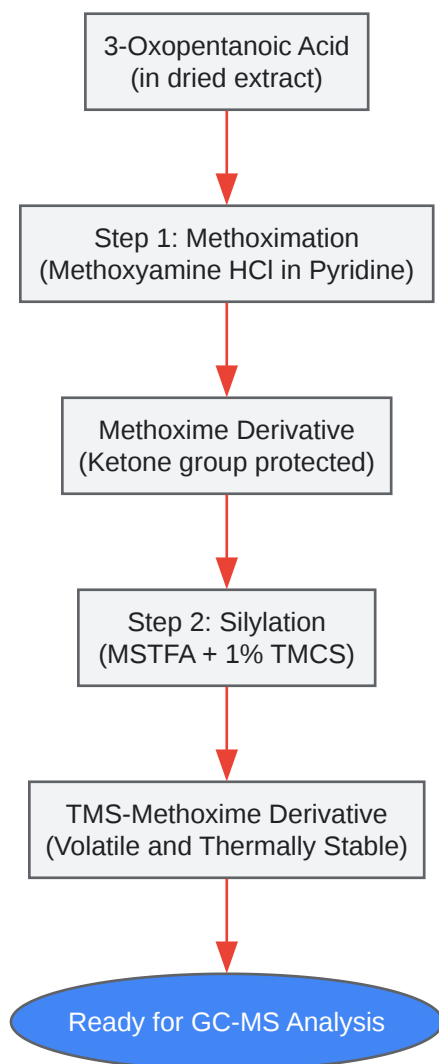 3-Oxopentanoic Acid
(in dried extract)
Step 1: Methoximation
(Methoxyamine HCl in Pyridine)
Methoxime Derivative
(Ketone group protected)
Step 2: Silylation
(MSTFA + 1% TMCS)
TMS-Methoxime Derivative
(Volatile and Thermally Stable)
Ready for GC-MS Analysis